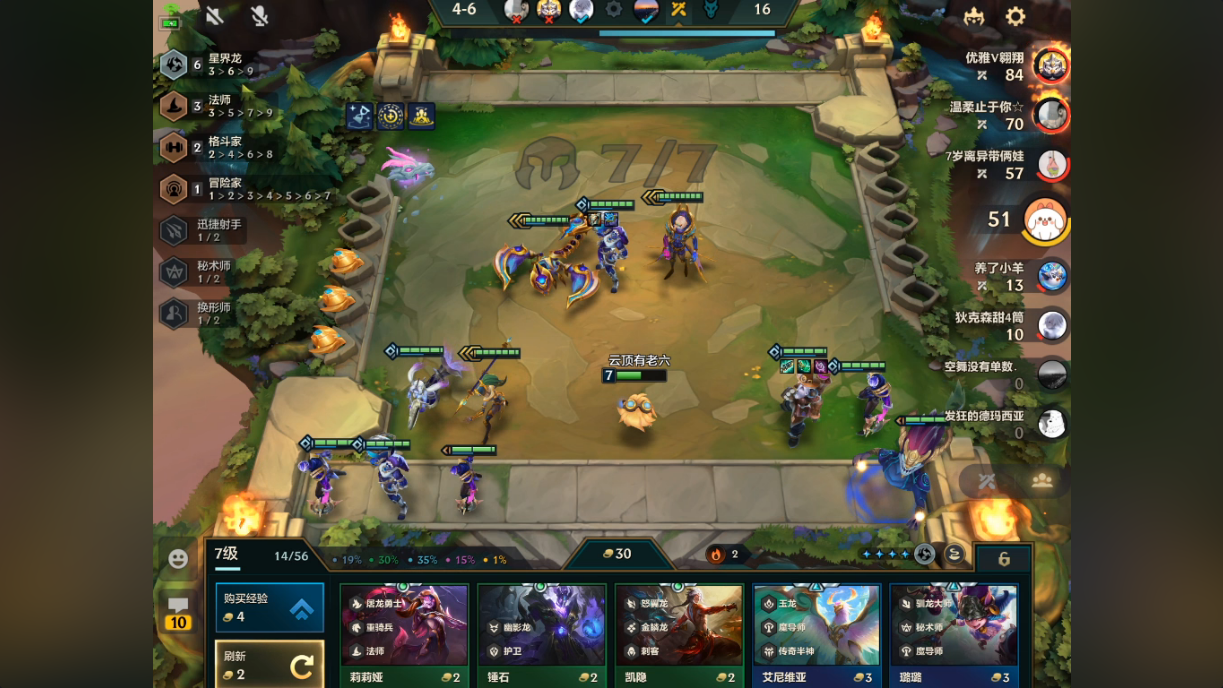 4-6
16
6 星界龙
3 > 6 > 9
3 法师
3 > 5 > 7 > 9
2 格斗家
2 > 4 > 6 > 8
1 冒险家
1 > 2 > 3 > 4 > 5 > 6 > 7
迅捷射手
1 / 2
秘术师
1 / 2
换形师
1 / 2
7/7
优雅V翱翔
84
温柔止于你☆
70
7岁离异带俩娃
57
51
养了小羊
13
狄克森甜4筒
10
空舞没有单数.
0
发狂的德玛西亚
0
云顶有老六
7
7级
14/56
19%
30%
35%
15%
1%
30
2
6
10
购买经验
4
刷新
2
屠龙勇士
重骑兵
法师
莉莉娅 2
幽影龙
护卫
锤石 2
怒翼龙
金鳞龙
刺客
凯隐 2
玉龙
魔导师
传奇半神
艾尼维亚 3
驯龙大师
秘术师
魔导师
璐璐 3